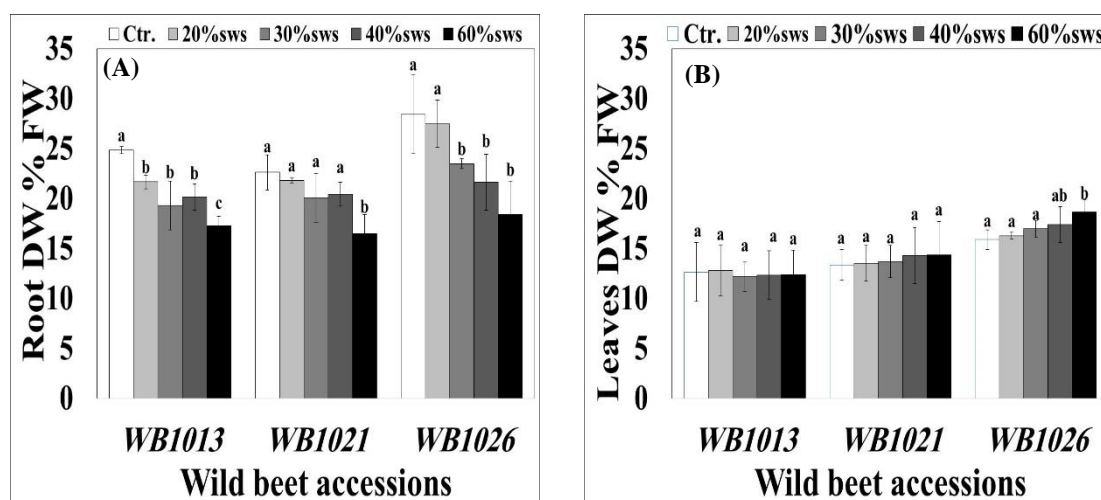 Ctr. 20%sws 30%sws 40%sws 60%sws
(A)
Root DW % FW
35
30
25
20
15
10
5
0
a b b b c
a a a a b
a a b b b
WB1013 WB1021 WB1026
Wild beet accessions
Ctr. 20%sws 30%sws 40%sws 60%sws
(B)
Leaves DW % FW
35
30
25
20
15
10
5
0
a a a a a
a a a a a
a a a ab b
WB1013 WB1021 WB1026
Wild beet accessions